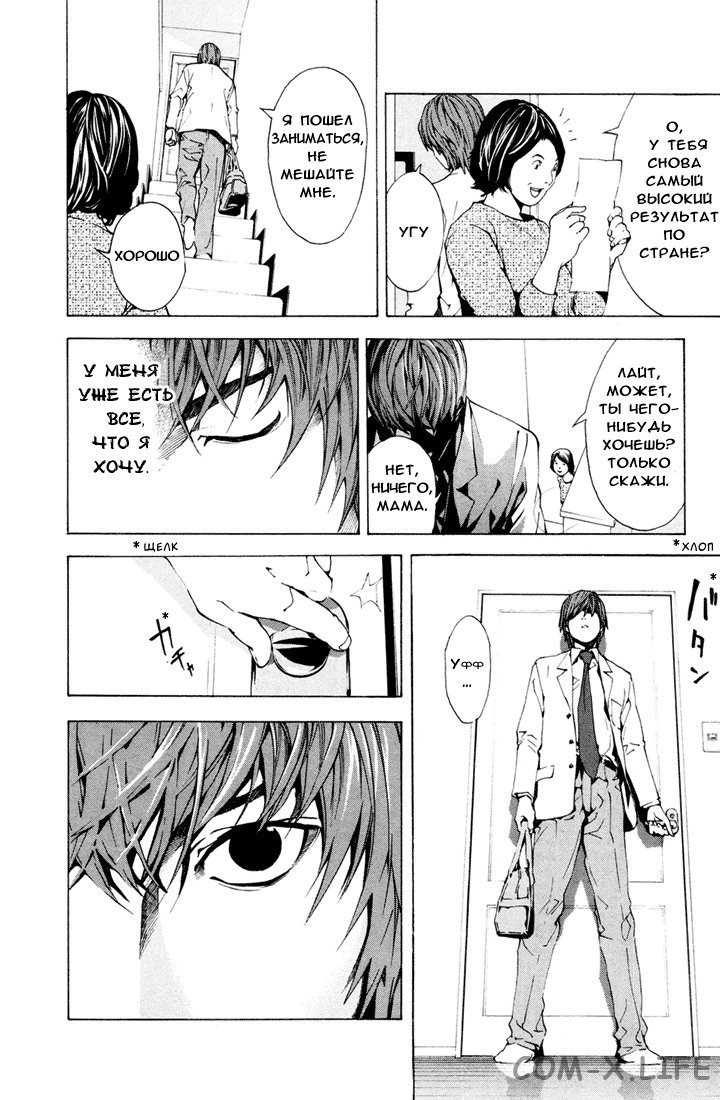 О,
У ТЕБЯ
СНОВА
САМЫЙ
ВЫСОКИЙ
РЕЗУЛЬТАТ
ПО
СТРАНЕ?
УГУ
Я ПОШЕЛ
ЗАНИМАТЬСЯ,
НЕ
МЕШАЙТЕ
МНЕ.
ХОРОШО
ЛАЙТ,
МОЖЕТ,
ТЫ ЧЕГО-
НИБУДЬ
ХОЧЕШЬ?
ТОЛЬКО
СКАЖИ.
НЕТ,
НИЧЕГО,
МАМА.
У МЕНЯ
УЖЕ ЕСТЬ
ВСЕ,
ЧТО Я
ХОЧУ.
*ХЛОП
*
バタン
УФФ
...
*ЩЕЛК
*
カチャ
COM-X.LIFE